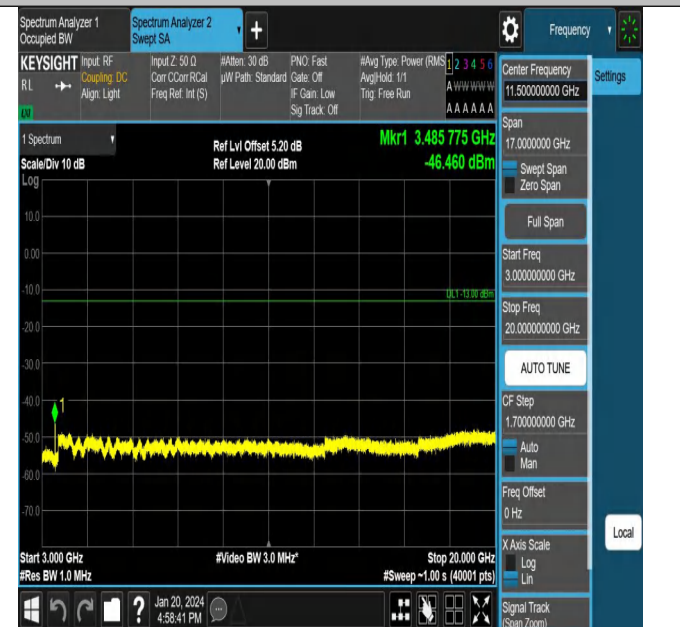 Spectrum Analyzer 1
Occupied BW
Spectrum Analyzer 2
Swept SA
+
Frequency
KEYSIGHT
RL
LXI
Input: RF
Coupling: DC
Align: Light
Input Z: 50 Ω
Corr CCorr RCal
Freq Ref: Int (S)
#Atten: 30 dB
µW Path: Standard
PNO: Fast
Gate: Off
IF Gain: Low
Sig Track: Off
#Avg Type: Power (RMS
Avg|Hold: 1/1
Trig: Free Run
1 2 3 4 5 6
A W W W W W
A A A A A A
1 Spectrum
Scale/Div 10 dB
Log
Ref Lvl Offset 5.20 dB
Ref Level 20.00 dBm
Mkr1 3.485 775 GHz
-46.460 dBm
10.0
0.00
-10.0
DL1 -13.00 dBm
-20.0
-30.0
-40.0
1
-50.0
-60.0
-70.0
Start 3.000 GHz
#Res BW 1.0 MHz
#Video BW 3.0 MHz*
Stop 20.000 GHz
#Sweep ~1.00 s (40001 pts)
Jan 20, 2024
4:58:41 PM
Center Frequency
11.500000000 GHz
Settings
Span
17.0000000 GHz
Swept Span
Zero Span
Full Span
Start Freq
3.000000000 GHz
Stop Freq
20.000000000 GHz
AUTO TUNE
CF Step
1.700000000 GHz
Auto
Man
Freq Offset
0 Hz
X Axis Scale
Log
Lin
Local
Signal Track
(Span Zoom)